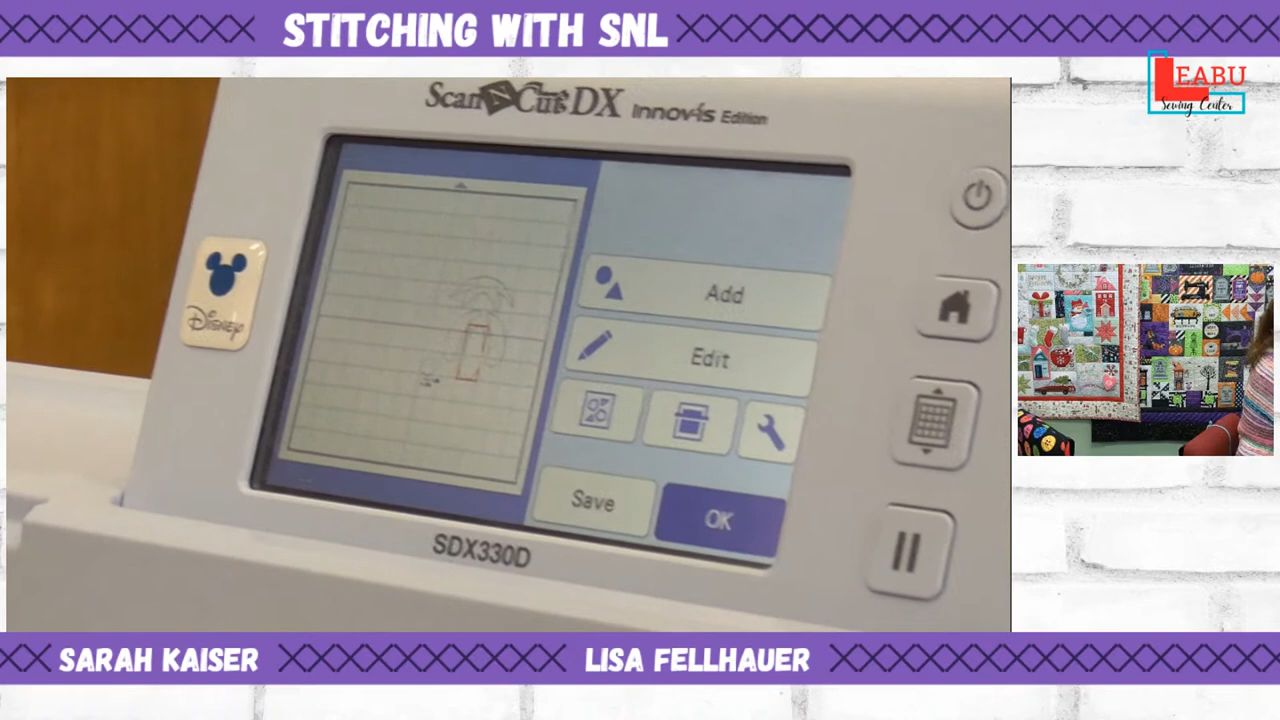 STITCHING WITH SNL
LEABU
Sewing Center
ScanNCut DX Innov-is Edition
Disney
Add
Edit
Save
OK
SDX330D
SARAH KAISER
LISA FELLHAUER